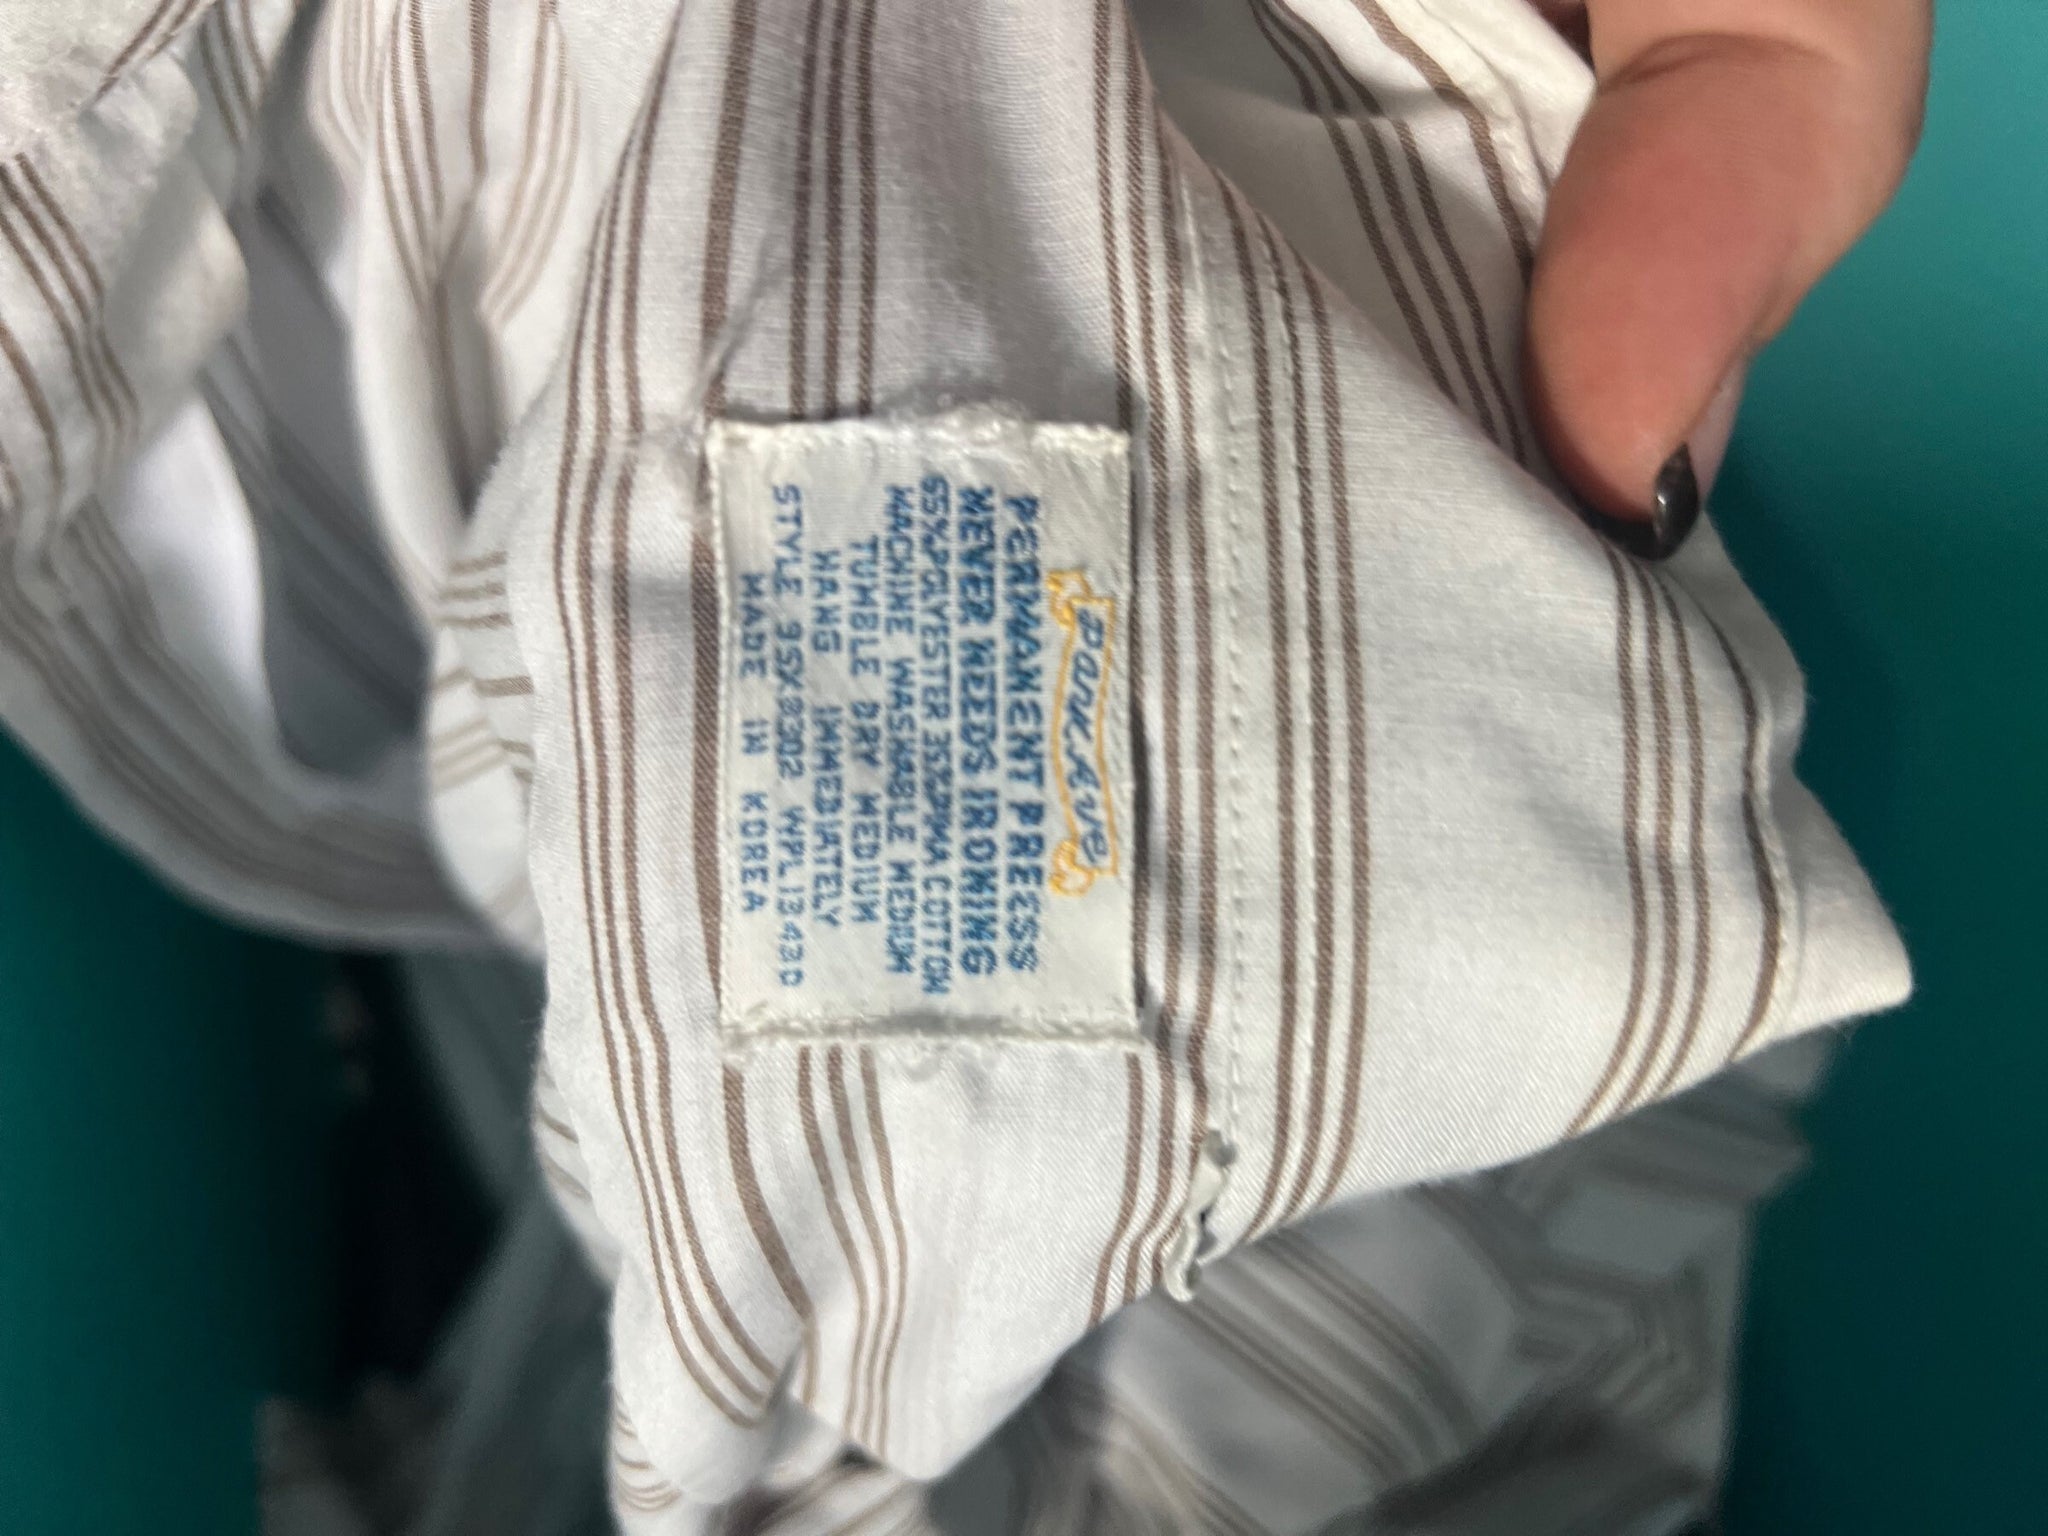 Park Ave
PERMANENT PRESS
NEVER NEEDS IRONING
65%POLYESTER 35%PIMA COTTON
MACHINE WASHABLE MEDIUM
TUMBLE DRY MEDIUM
HANG IMMEDIATELY
STYLE 95X8302 WPL13430
MADE IN KOREA